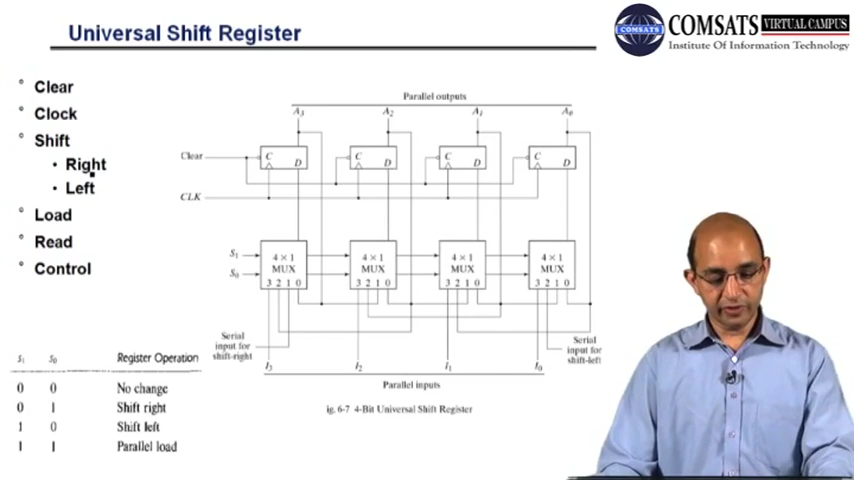 Universal Shift Register
COMSATS
COMSATS VIRTUAL CAMPUS
Institute Of Information Technology
° Clear
° Clock
° Shift
• Right
• Left
° Load
° Read
° Control
Parallel outputs
A3 A2 A1 A0
Clear
C D C D C D C D
CLK
S1
S0
4 × 1 4 × 1 4 × 1 4 × 1
MUX MUX MUX MUX
3 2 1 0 3 2 1 0 3 2 1 0 3 2 1 0
Serial
input for
shift-right
Serial
input for
shift-left
I3 I2 I1 I0
Parallel inputs
ig. 6-7 4-Bit Universal Shift Register
S1 S0 Register Operation
0 0 No change
0 1 Shift right
1 0 Shift left
1 1 Parallel load